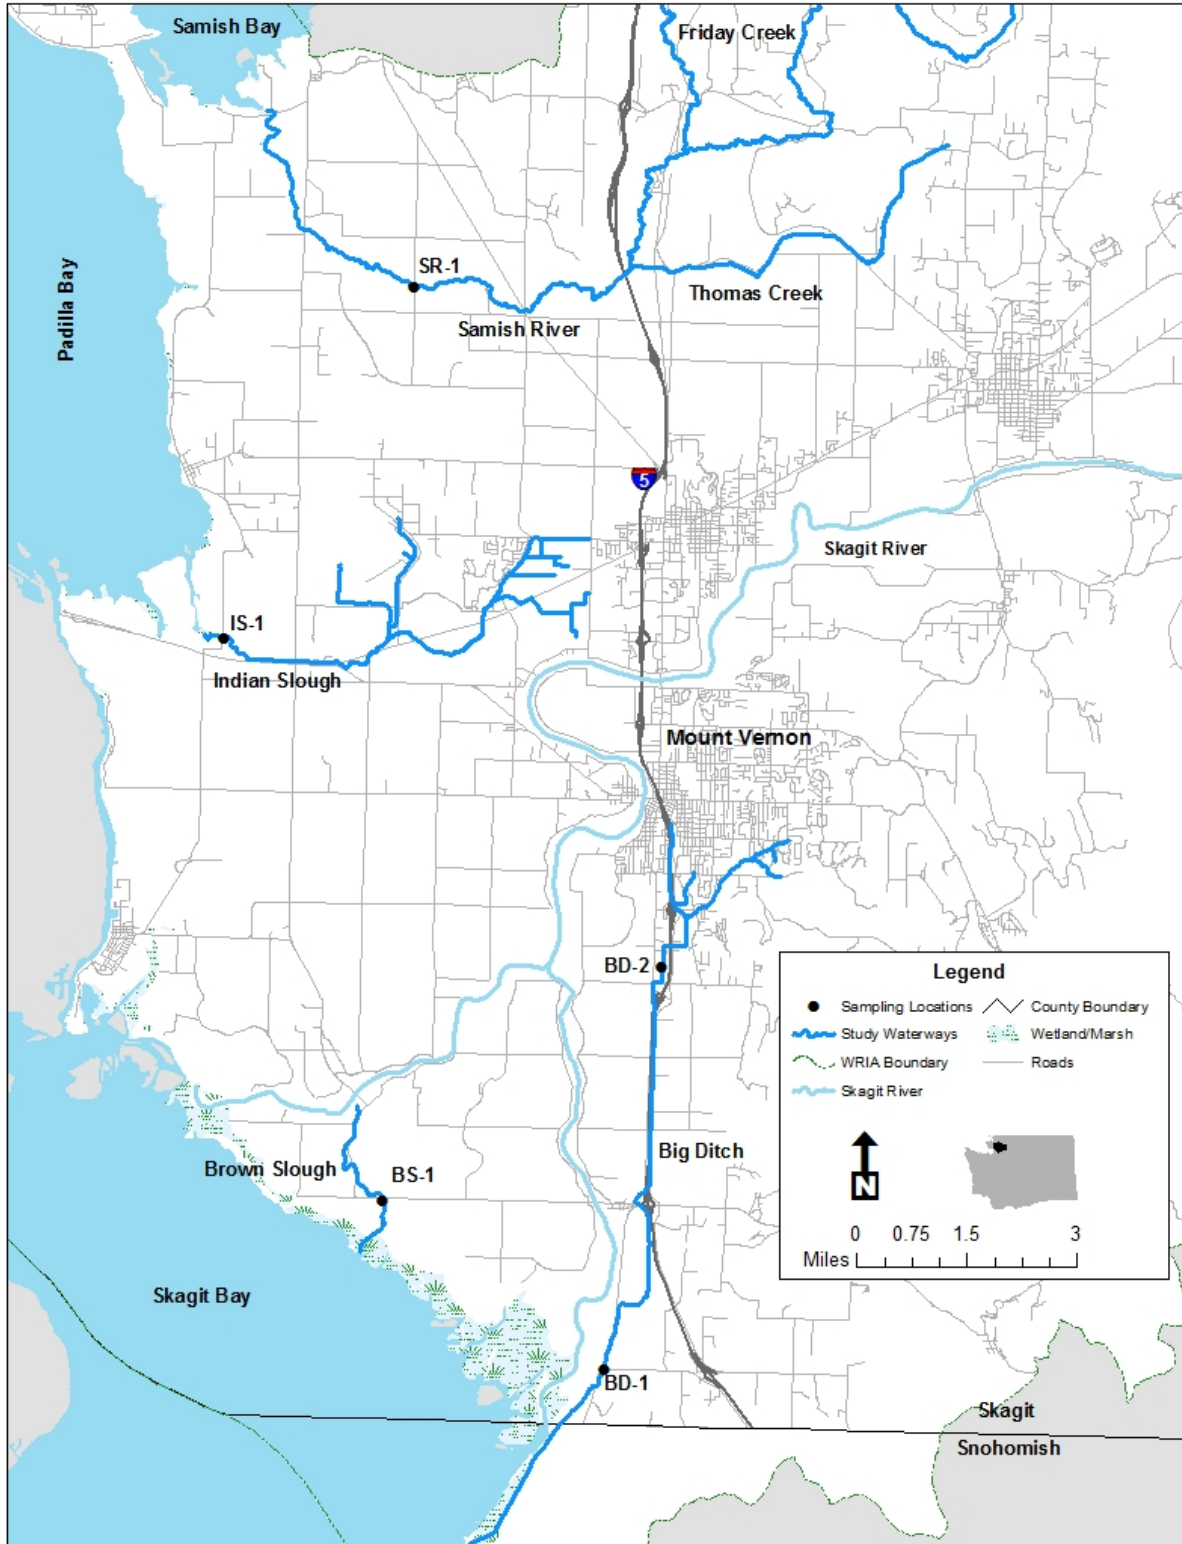 Samish Bay
Friday Creek
Padilla Bay
SR-1
Thomas Creek
Samish River
5
Skagit River
IS-1
Indian Slough
Mount Vernon
BD-2
Legend
Sampling Locations
County Boundary
Study Waterways
Wetland/Marsh
WRIA Boundary
Roads
Skagit River
Big Ditch
Brown Slough
BS-1
N
0 0.75 1.5 3
Miles
Skagit Bay
BD-1
Skagit
Snohomish